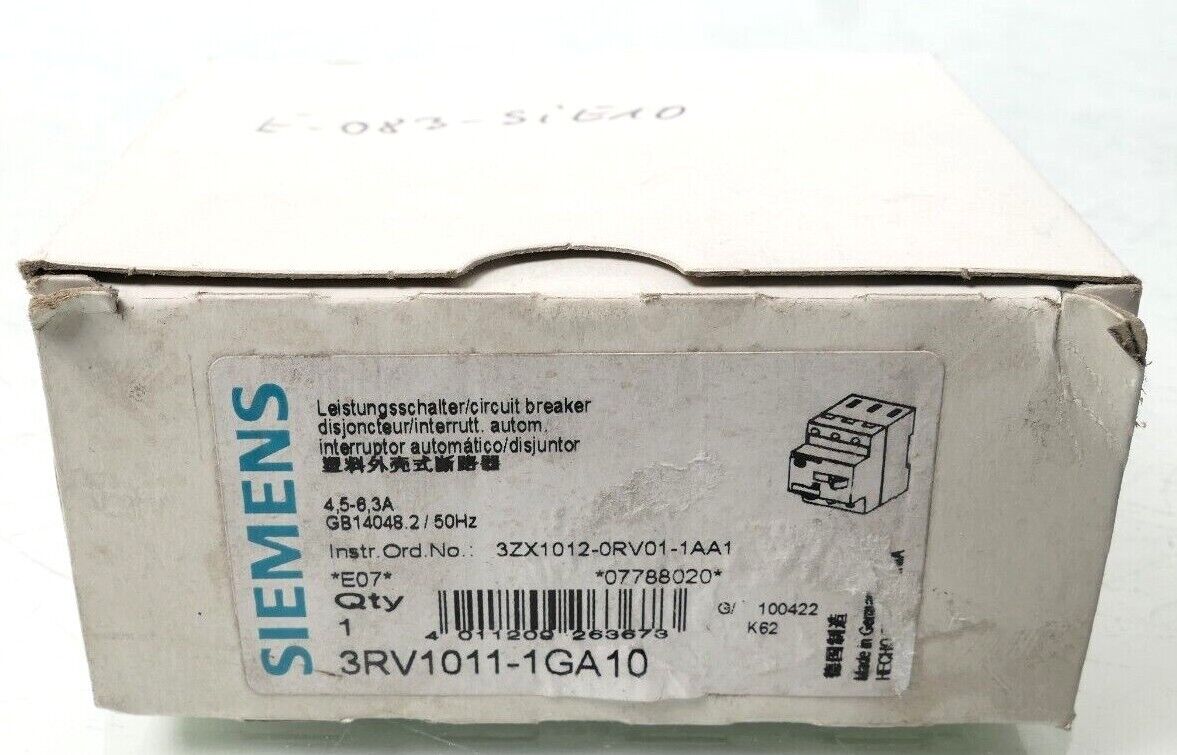 E-083-SiE10
SIEMENS
Leistungsschalter/circuit breaker
disjoncteur/interrutt. autom.
interruptor automático/disjuntor
塑料外壳式断路器
4,5-6,3A
GB14048.2 / 50Hz
Instr.Ord.No.: 3ZX1012-0RV01-1AA1
*E07* *07788020*
Qty
1
4 011209 263673
G/ 100422
K62
3RV1011-1GA10
德国制造
Made in
HECHO